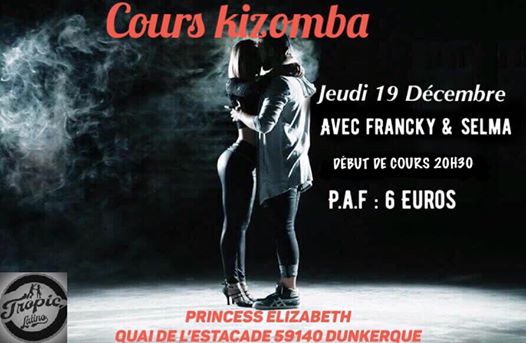 Cours kizomba
Jeudi 19 Décembre
AVEC FRANCKY & SELMA
DÉBUT DE COURS 20H30
P.A.F : 6 EUROS
Tropic
Latino
PRINCESS ELIZABETH
QUAI DE L'ESTACADE 59140 DUNKERQUE